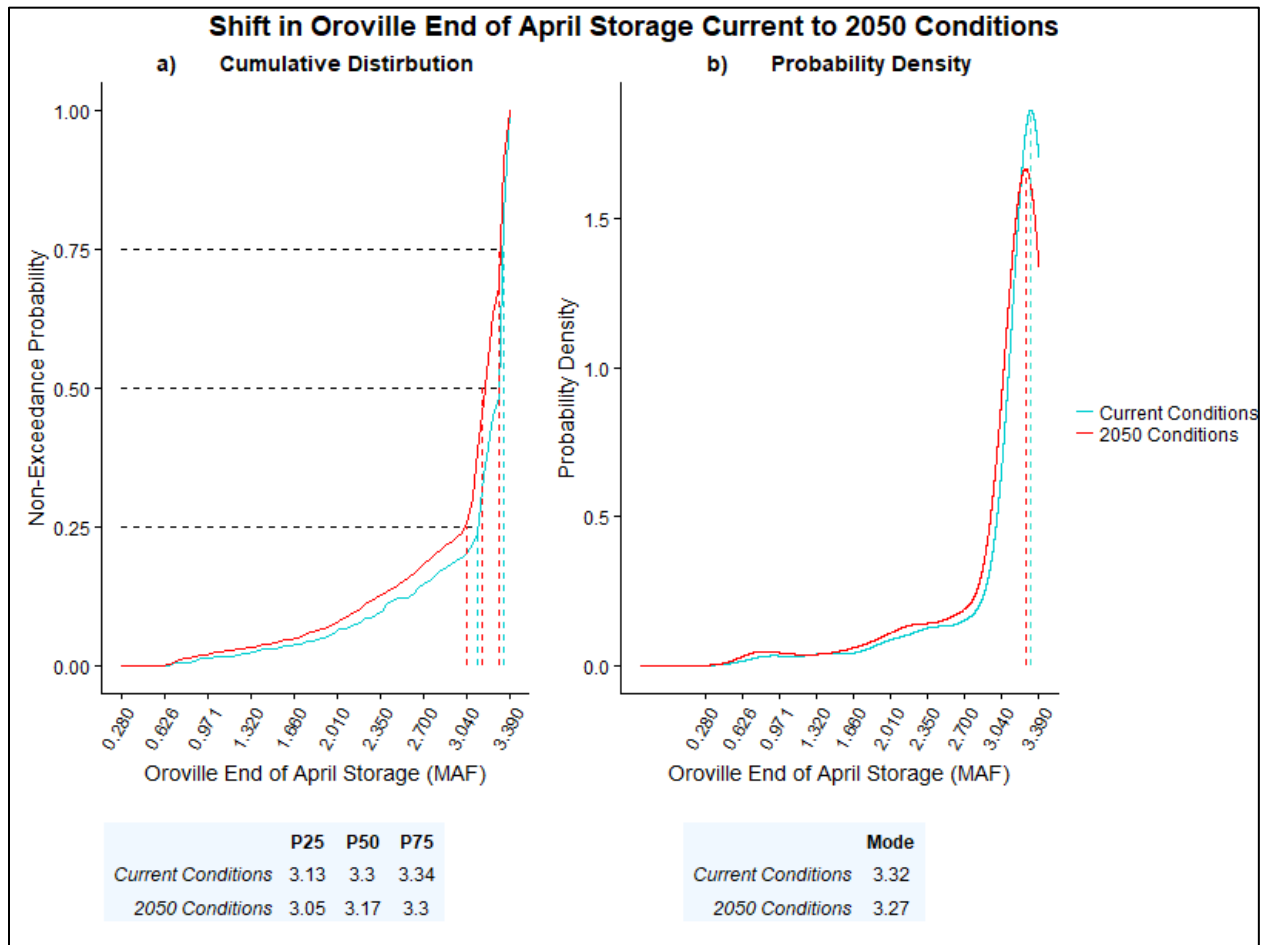 Shift in Oroville End of April Storage Current to 2050 Conditions
a) Cumulative Distirbution
Non-Exceedance Probability
1.00
0.75
0.50
0.25
0.00
0.280 0.626 0.971 1.320 1.660 2.010 2.350 2.700 3.040 3.390
Oroville End of April Storage (MAF)
b) Probability Density
Probability Density
1.5
1.0
0.5
0.0
0.280 0.626 0.971 1.320 1.660 2.010 2.350 2.700 3.040 3.390
Oroville End of April Storage (MAF)
Current Conditions
2050 Conditions
P25 P50 P75
Current Conditions 3.13 3.3 3.34
2050 Conditions 3.05 3.17 3.3
Mode
Current Conditions 3.32
2050 Conditions 3.27